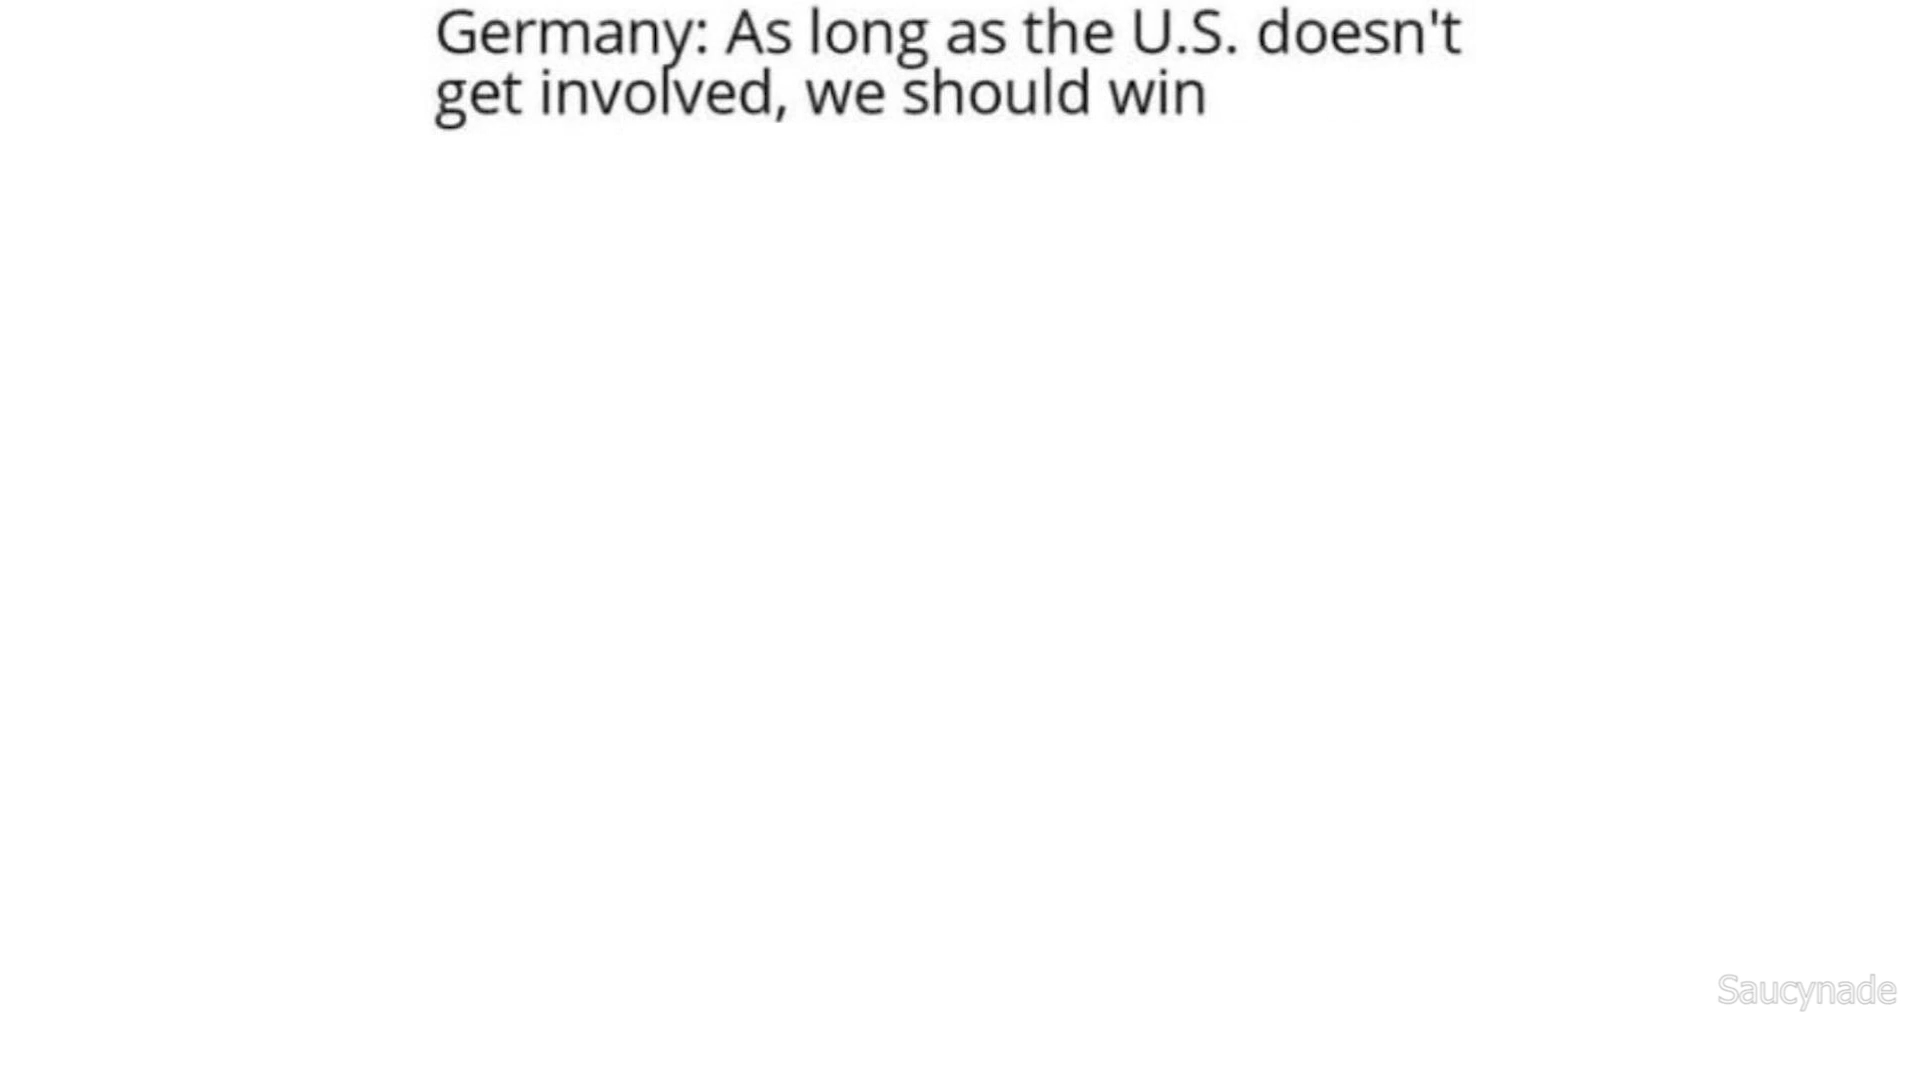 Germany: As long as the U.S. doesn't
get involved, we should win
Saucynade